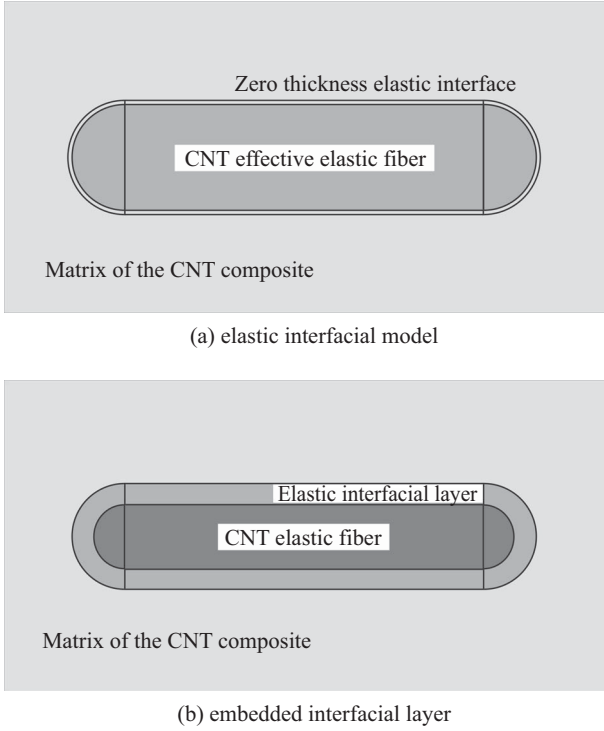 Zero thickness elastic interface
CNT effective elastic fiber
Matrix of the CNT composite
(a) elastic interfacial model
Elastic interfacial layer
CNT elastic fiber
Matrix of the CNT composite
(b) embedded interfacial layer